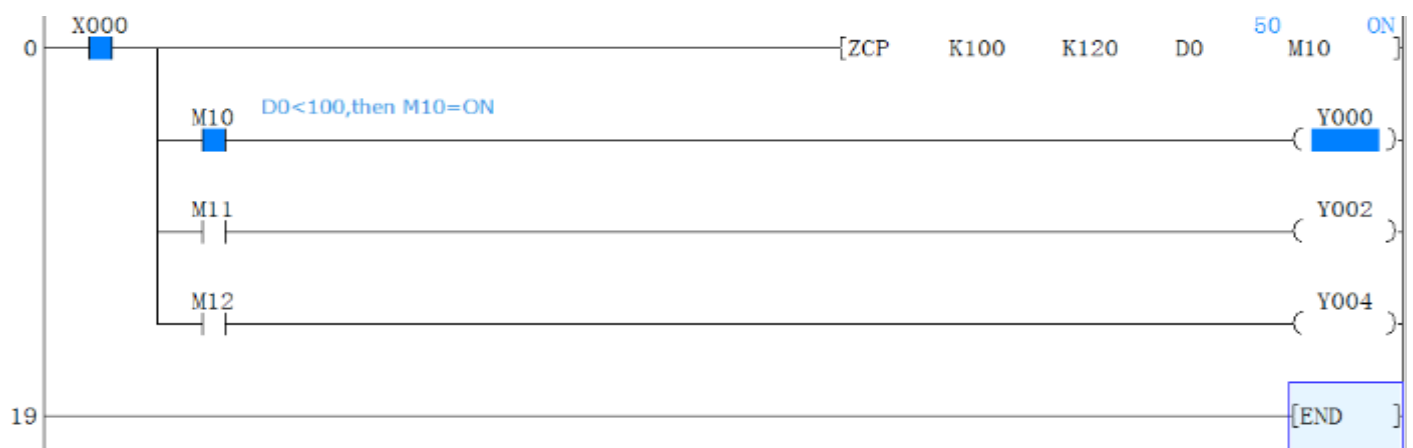 X000 50 ON
0 [ZCP K100 K120 D0 M10 ]
M10 D0<100,then M10=ON Y000
( )
M11 Y002
( )
M12 Y004
( )
19 [END ]